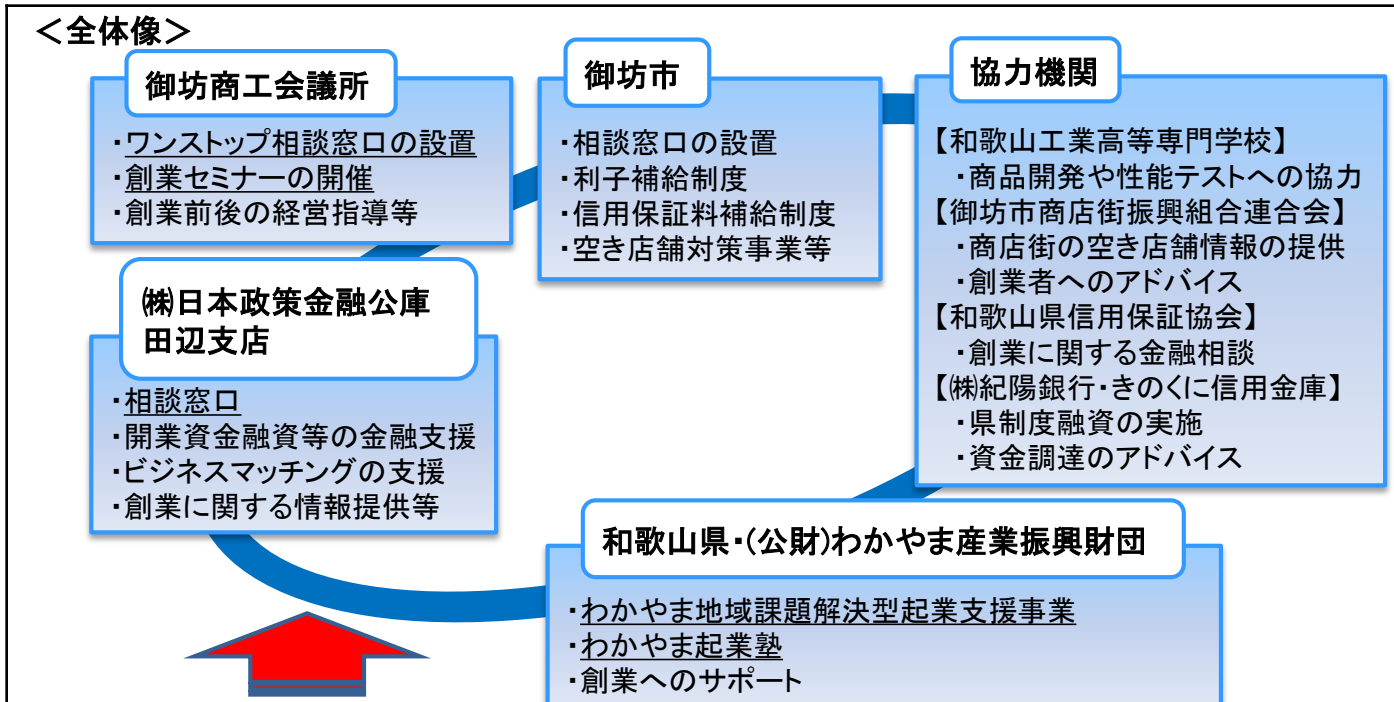 <全体像>
御坊商工会議所
・ワンストップ相談窓口の設置
・創業セミナーの開催
・創業前後の経営指導等
御坊市
・相談窓口の設置
・利子補給制度
・信用保証料補給制度
・空き店舗対策事業等
協力機関
【和歌山工業高等専門学校】
・商品開発や性能テストへの協力
【御坊市商店街振興組合連合会】
・商店街の空き店舗情報の提供
・創業者へのアドバイス
【和歌山県信用保証協会】
・創業に関する金融相談
【㈱紀陽銀行・きのくに信用金庫】
・県制度融資の実施
・資金調達のアドバイス
㈱日本政策金融公庫
田辺支店
・相談窓口
・開業資金融資等の金融支援
・ビジネスマッチングの支援
・創業に関する情報提供等
和歌山県・(公財)わかやま産業振興財団
・わかやま地域課題解決型起業支援事業
・わかやま起業塾
・創業へのサポート